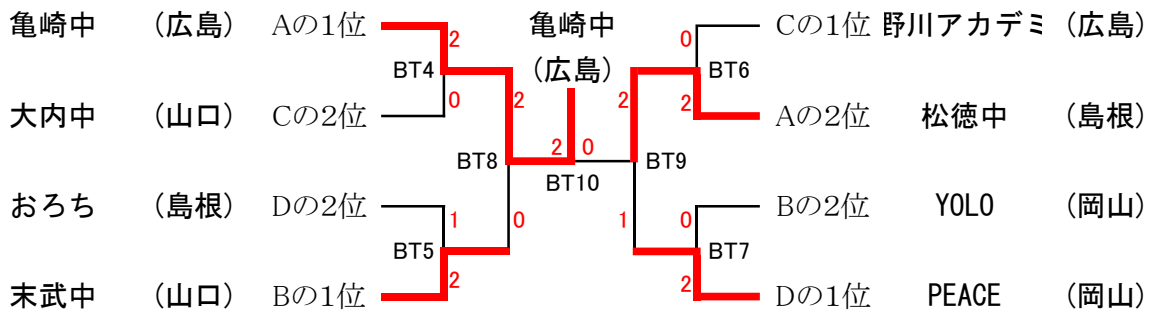 亀崎中 (広島) Aの1位 2 亀崎中 0 Cの1位 野川アカデミ (広島)
BT4 (広島) BT6
大内中 (山口) Cの2位 0 2 2 2 Aの2位 松徳中 (島根)
BT8 2 0 BT9
BT10
おろち (島根) Dの2位 1 0 1 0 Bの2位 YOLO (岡山)
BT5 BT7
末武中 (山口) Bの1位 2 2 Dの1位 PEACE (岡山)